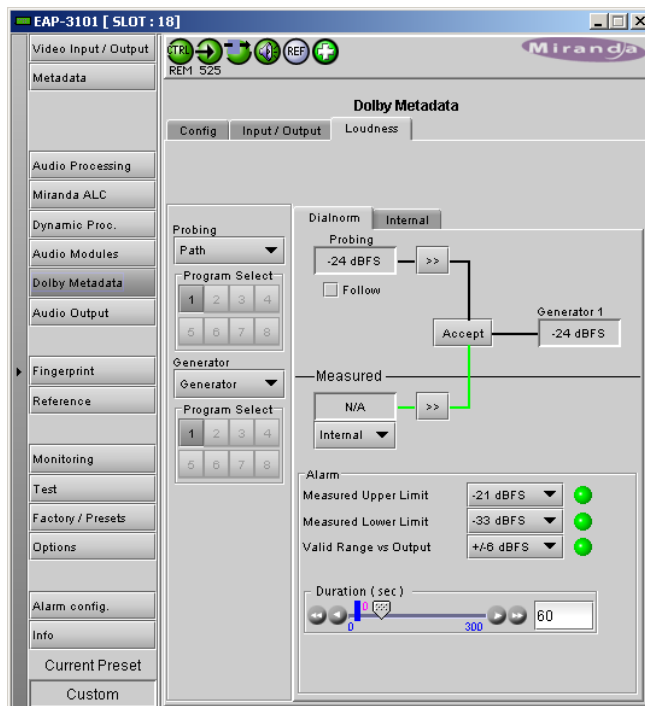 EAP-3101 [ SLOT : 18]
Video Input / Output
Metadata
Audio Processing
Miranda ALC
Dynamic Proc.
Audio Modules
Dolby Metadata
Audio Output
Fingerprint
Reference
Monitoring
Test
Factory / Presets
Options
Alarm config.
Info
Current Preset
Custom
CTRL
REF
REM 525
Miranda
Dolby Metadata
Config Input / Output Loudness
Probing
Path
Program Select
1 2 3 4
5 6 7 8
Generator
Generator
Program Select
1 2 3 4
5 6 7 8
Dialnorm Internal
Probing
-24 dBFS >>
Follow
Accept
Generator 1
-24 dBFS
Measured
N/A >>
Internal
Alarm
Measured Upper Limit -21 dBFS
Measured Lower Limit -33 dBFS
Valid Range vs Output +/-6 dBFS
Duration ( sec )
0
0 300
60